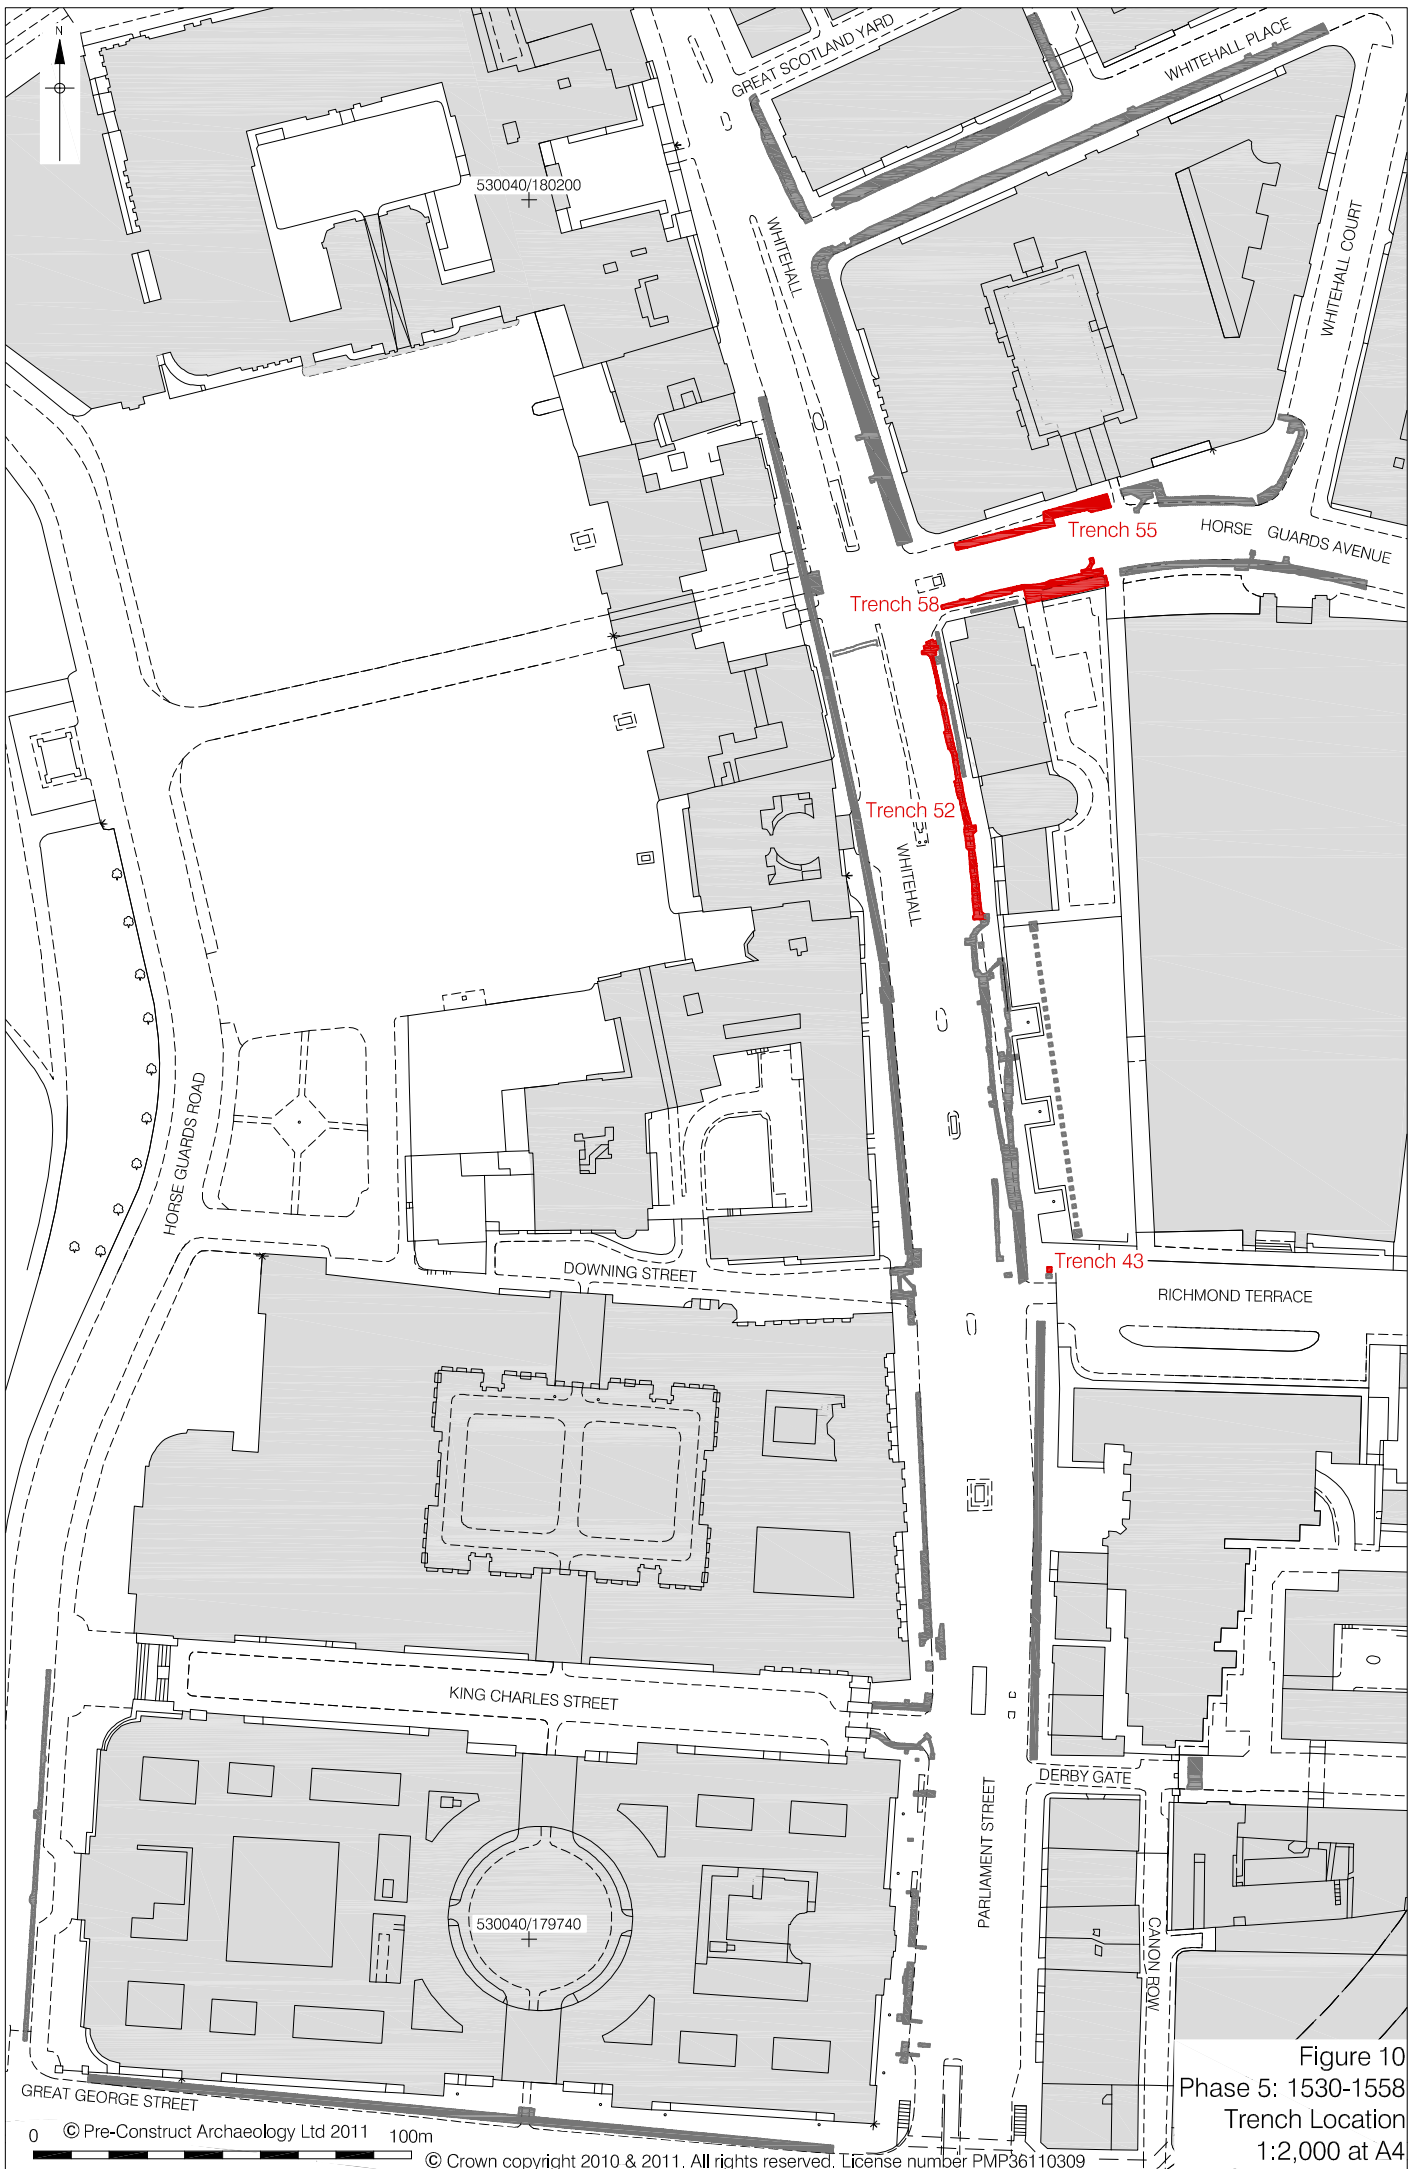 N
GREAT SCOTLAND YARD
WHITEHALL PLACE
530040/180200
WHITEHALL
WHITEHALL COURT
Trench 55
HORSE GUARDS AVENUE
Trench 58
Trench 52
WHITEHALL
HORSE GUARDS ROAD
DOWNING STREET
Trench 43
RICHMOND TERRACE
KING CHARLES STREET
DERBY GATE
PARLIAMENT STREET
530040/179740
CANON ROW
GREAT GEORGE STREET
Figure 10
Phase 5: 1530-1558
Trench Location
1:2,000 at A4
0 © Pre-Construct Archaeology Ltd 2011 100m
© Crown copyright 2010 & 2011. All rights reserved. License number PMP36110309